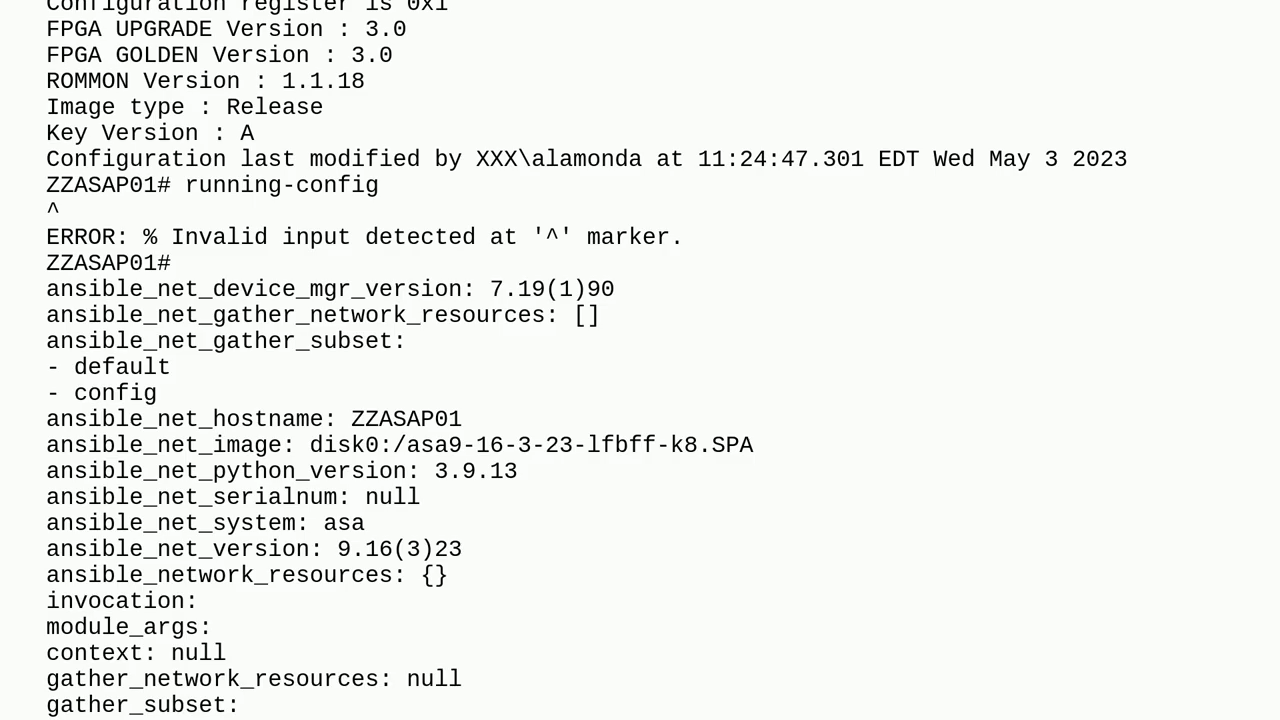 Configuration register is 0x1
FPGA UPGRADE Version : 3.0
FPGA GOLDEN Version : 3.0
ROMMON Version : 1.1.18
Image type : Release
Key Version : A
Configuration last modified by XXX\alamonda at 11:24:47.301 EDT Wed May 3 2023
ZZASAP01# running-config
^
ERROR: % Invalid input detected at '^' marker.
ZZASAP01#
ansible_net_device_mgr_version: 7.19(1)90
ansible_net_gather_network_resources: []
ansible_net_gather_subset:
- default
- config
ansible_net_hostname: ZZASAP01
ansible_net_image: disk0:/asa9-16-3-23-lfbff-k8.SPA
ansible_net_python_version: 3.9.13
ansible_net_serialnum: null
ansible_net_system: asa
ansible_net_version: 9.16(3)23
ansible_network_resources: {}
invocation:
module_args:
context: null
gather_network_resources: null
gather_subset: